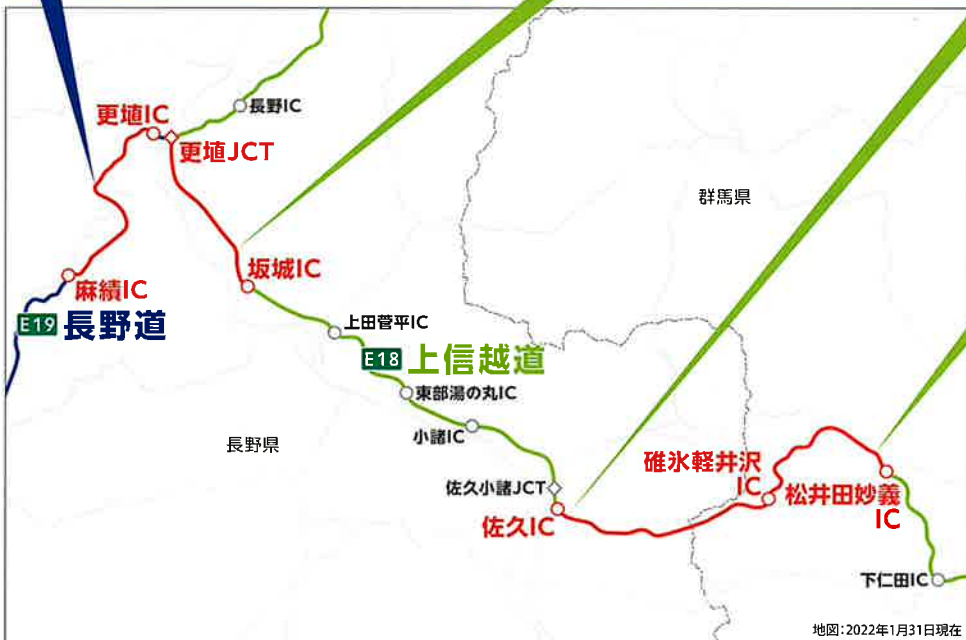 長野IC
更埴IC
更埴JCT
群馬県
坂城IC
麻績IC
E19 長野道
上田菅平IC
E18 上信越道
東部湯の丸IC
小諸IC
長野県
碓氷軽井沢
IC
佐久小諸JCT
松井田妙義
IC
佐久IC
下仁田IC
地図：2022年1月31日現在